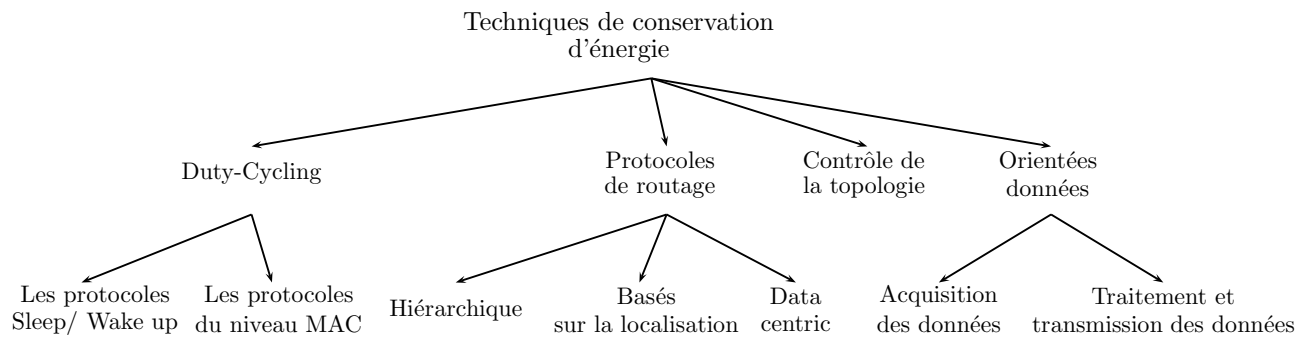 Techniques de conservation
d'énergie
Duty-Cycling
Protocoles
de routage
Contrôle de
la topologie
Orientées
données
Les protocoles
Sleep/ Wake up
Les protocoles
du niveau MAC
Hiérarchique
Basés
sur la localisation
Data
centric
Acquisition
des données
Traitement et
transmission des données